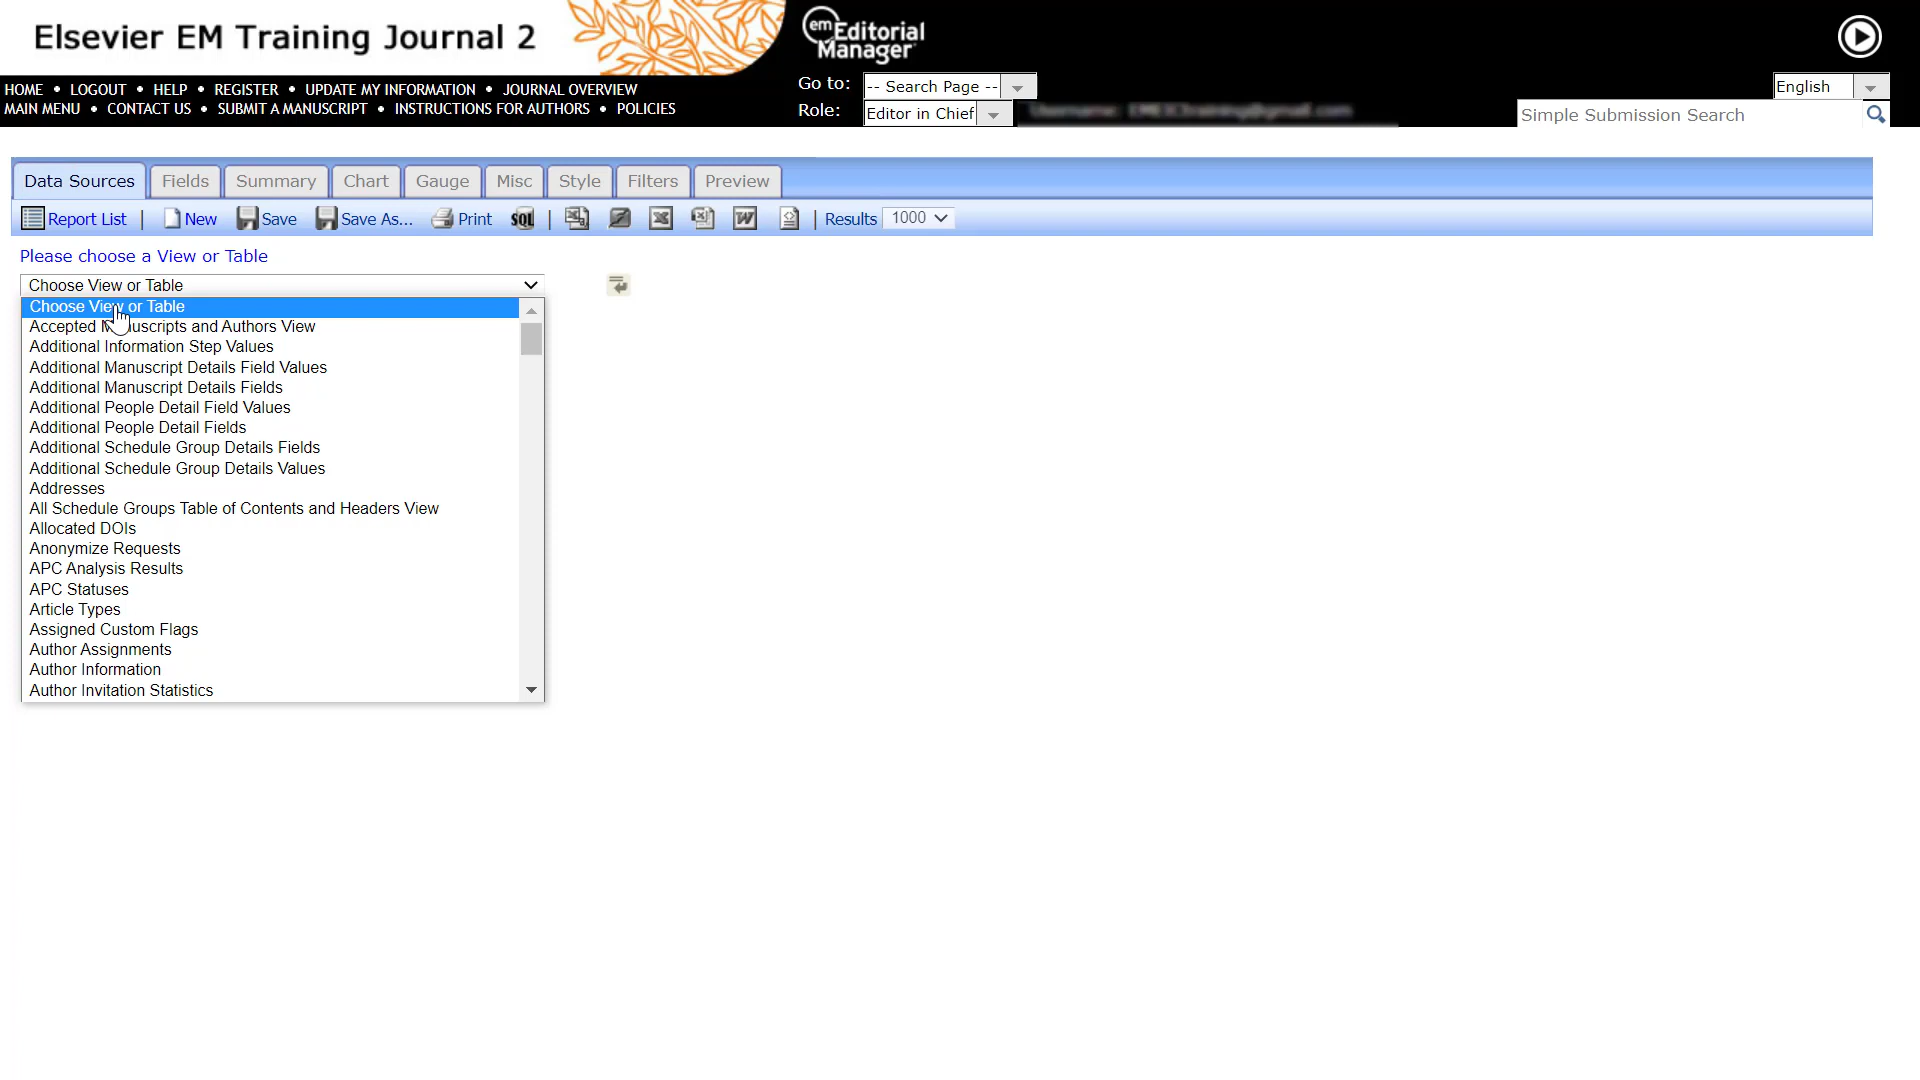 Elsevier EM Training Journal 2
em Editorial Manager
HOME • LOGOUT • HELP • REGISTER • UPDATE MY INFORMATION • JOURNAL OVERVIEW
MAIN MENU • CONTACT US • SUBMIT A MANUSCRIPT • INSTRUCTIONS FOR AUTHORS • POLICIES
Go to: -- Search Page --
Role: Editor in Chief
English
Simple Submission Search
Data Sources Fields Summary Chart Gauge Misc Style Filters Preview
Report List | New Save Save As... Print SQL | | Results 1000
Please choose a View or Table
Choose View or Table
Choose View or Table
Accepted Manuscripts and Authors View
Additional Information Step Values
Additional Manuscript Details Field Values
Additional Manuscript Details Fields
Additional People Detail Field Values
Additional People Detail Fields
Additional Schedule Group Details Fields
Additional Schedule Group Details Values
Addresses
All Schedule Groups Table of Contents and Headers View
Allocated DOIs
Anonymize Requests
APC Analysis Results
APC Statuses
Article Types
Assigned Custom Flags
Author Assignments
Author Information
Author Invitation Statistics